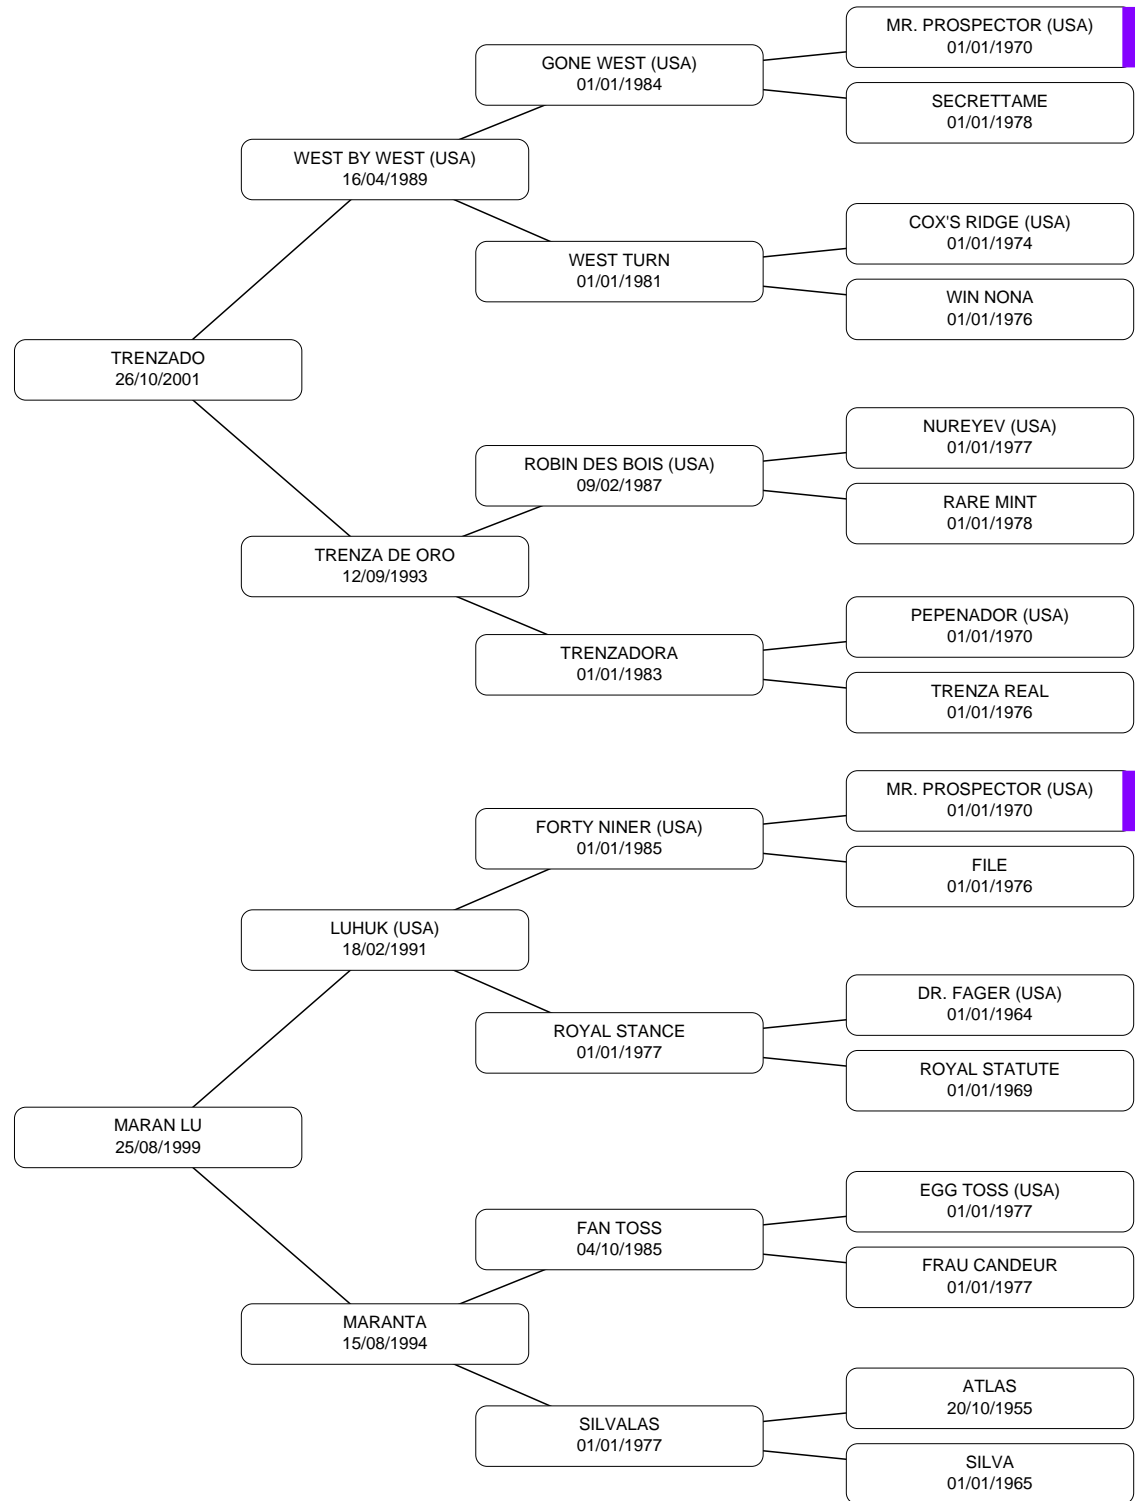 MR. PROSPECTOR (USA)
01/01/1970
GONE WEST (USA)
01/01/1984
SECRETTAME
01/01/1978
WEST BY WEST (USA)
16/04/1989
COX'S RIDGE (USA)
01/01/1974
WEST TURN
01/01/1981
WIN NONA
01/01/1976
TRENZADO
26/10/2001
NUREYEV (USA)
01/01/1977
ROBIN DES BOIS (USA)
09/02/1987
RARE MINT
01/01/1978
TRENZA DE ORO
12/09/1993
PEPENADOR (USA)
01/01/1970
TRENZADORA
01/01/1983
TRENZA REAL
01/01/1976
MR. PROSPECTOR (USA)
01/01/1970
FORTY NINER (USA)
01/01/1985
FILE
01/01/1976
LUHUK (USA)
18/02/1991
DR. FAGER (USA)
01/01/1964
ROYAL STANCE
01/01/1977
ROYAL STATUTE
01/01/1969
MARAN LU
25/08/1999
EGG TOSS (USA)
01/01/1977
FAN TOSS
04/10/1985
FRAU CANDEUR
01/01/1977
MARANTA
15/08/1994
ATLAS
20/10/1955
SILVALAS
01/01/1977
SILVA
01/01/1965